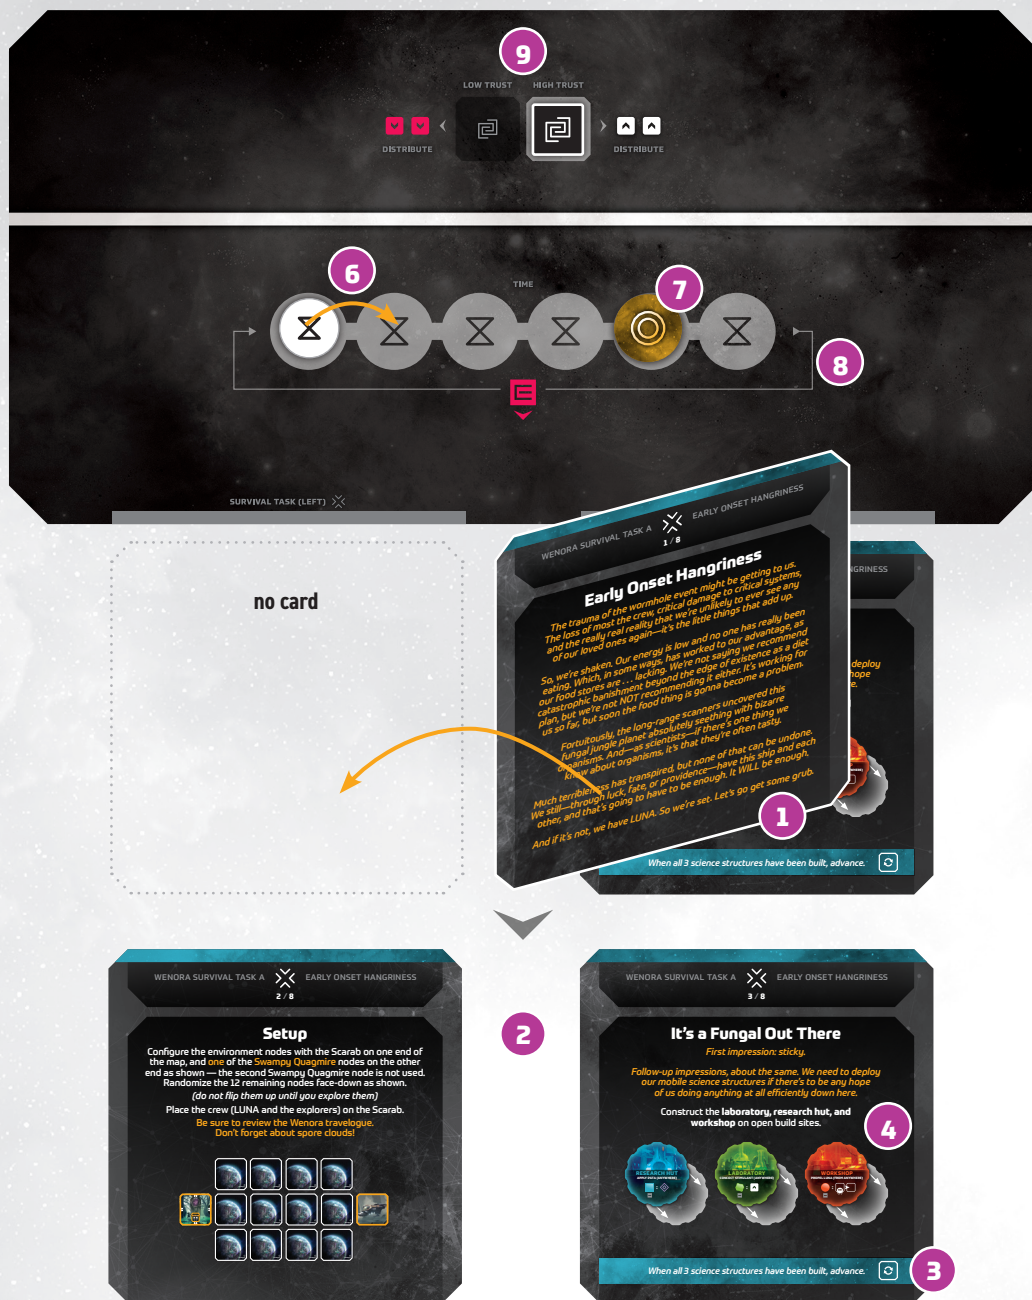 9
LOW TRUST HIGH TRUST
DISTRIBUTE
DISTRIBUTE
6
TIME
7
8
SURVIVAL TASK (LEFT)
no card
WENORA SURVIVAL TASK A EARLY ONSET HANGRINESS
1 / 8
Early Onset Hangriness
The trauma of the wormhole event might be getting to us.
The loss of most the crew, critical damage to critical systems,
and the really real reality that we're unlikely to ever see any
of our loved ones again—it's the little things that add up.
So, we're shaken. Our energy is low and no one has really been
eating. Which, in some ways, has worked to our advantage, as
our food stores are . . . lacking. We're not saying we recommend
catastrophic banishment beyond the edge of existence as a diet
plan, but we're not NOT recommending it either. It's working for
us so far, but soon the food thing is gonna become a problem.
Fortuitously, the long-range scanners uncovered this
fungal jungle planet absolutely seething with bizarre
organisms. And—as scientists—if there's one thing we
know about organisms, it's that they're often tasty.
Much terribleness has transpired, but none of that can be undone.
We still—through luck, fate, or providence—have this ship and each
other, and that's going to have to be enough. It WILL be enough.
And if it's not, we have LUNA. So we're set. Let's go get some grub.
1
NGRINESS
deploy
hope
e.
When all 3 science structures have been built, advance.
WENORA SURVIVAL TASK A EARLY ONSET HANGRINESS
2 / 8
Setup
Configure the environment nodes with the Scarab on one end of
the map, and one of the Swampy Quagmire nodes on the other
end as shown — the second Swampy Quagmire node is not used.
Randomize the 12 remaining nodes face-down as shown.
(do not flip them up until you explore them)
Place the crew (LUNA and the explorers) on the Scarab.
Be sure to review the Wenora travelogue.
Don't forget about spore clouds!
2
WENORA SURVIVAL TASK A EARLY ONSET HANGRINESS
3 / 8
It's a Fungal Out There
First impression: sticky.
Follow-up impressions, about the same. We need to deploy
our mobile science structures if there's to be any hope
of us doing anything at all efficiently down here.
Construct the laboratory, research hut, and
workshop on open build sites.
4
RESEARCH HUT
APPLY DATA (ANYWHERE)
LABORATORY
CONDUCT STIMULANT (ANYWHERE)
WORKSHOP
PROPEL LUNA (FROM ANYWHERE)
When all 3 science structures have been built, advance.
3